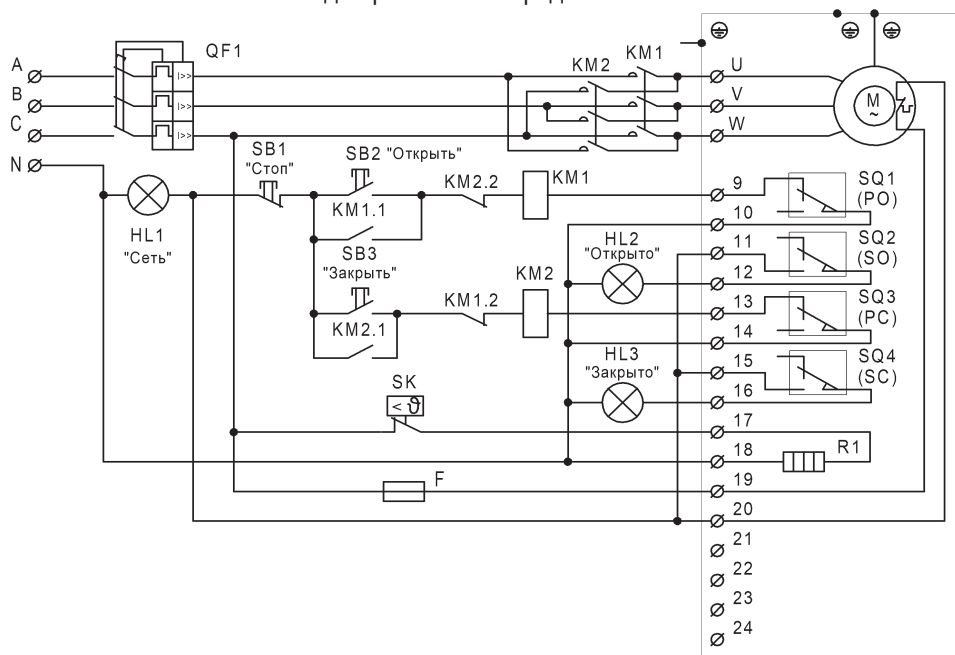 QF1
KM1
KM2
A
B
C
N
U
V
W
M
~
I>>
I>>
I>>
SB1
"Стоп"
SB2 "Открыть"
KM1.1
KM2.2
KM1
HL1
"Сеть"
SB3
"Закрыть"
KM2.1
KM1.2
KM2
HL2
"Открыто"
HL3
"Закрыто"
SK
< ϑ
F
9
10
11
12
13
14
15
16
17
18
19
20
21
22
23
24
SQ1
(PO)
SQ2
(SO)
SQ3
(PC)
SQ4
(SC)
R1